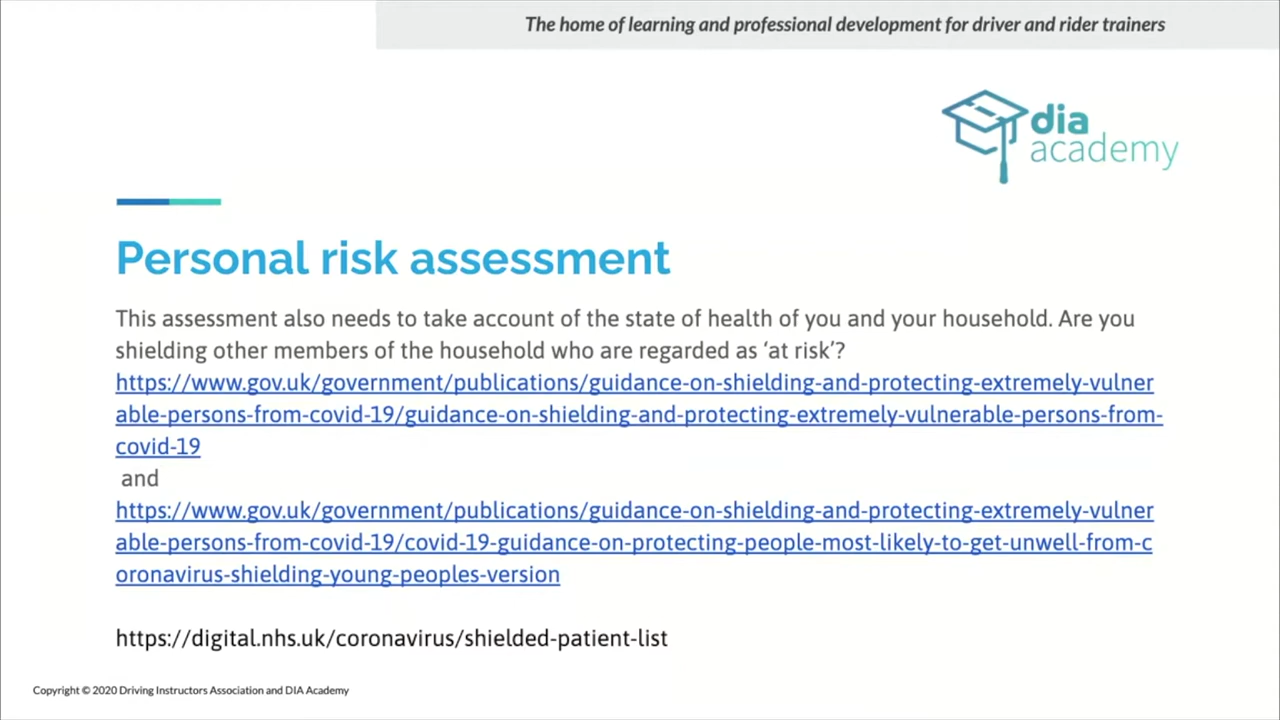 The home of learning and professional development for driver and rider trainers
dia
academy
Personal risk assessment
This assessment also needs to take account of the state of health of you and your household. Are you
shielding other members of the household who are regarded as ‘at risk’?
https://www.gov.uk/government/publications/guidance-on-shielding-and-protecting-extremely-vulner
able-persons-from-covid-19/guidance-on-shielding-and-protecting-extremely-vulnerable-persons-from-
covid-19
and
https://www.gov.uk/government/publications/guidance-on-shielding-and-protecting-extremely-vulner
able-persons-from-covid-19/covid-19-guidance-on-protecting-people-most-likely-to-get-unwell-from-c
oronavirus-shielding-young-peoples-version
https://digital.nhs.uk/coronavirus/shielded-patient-list
Copyright © 2020 Driving Instructors Association and DIA Academy